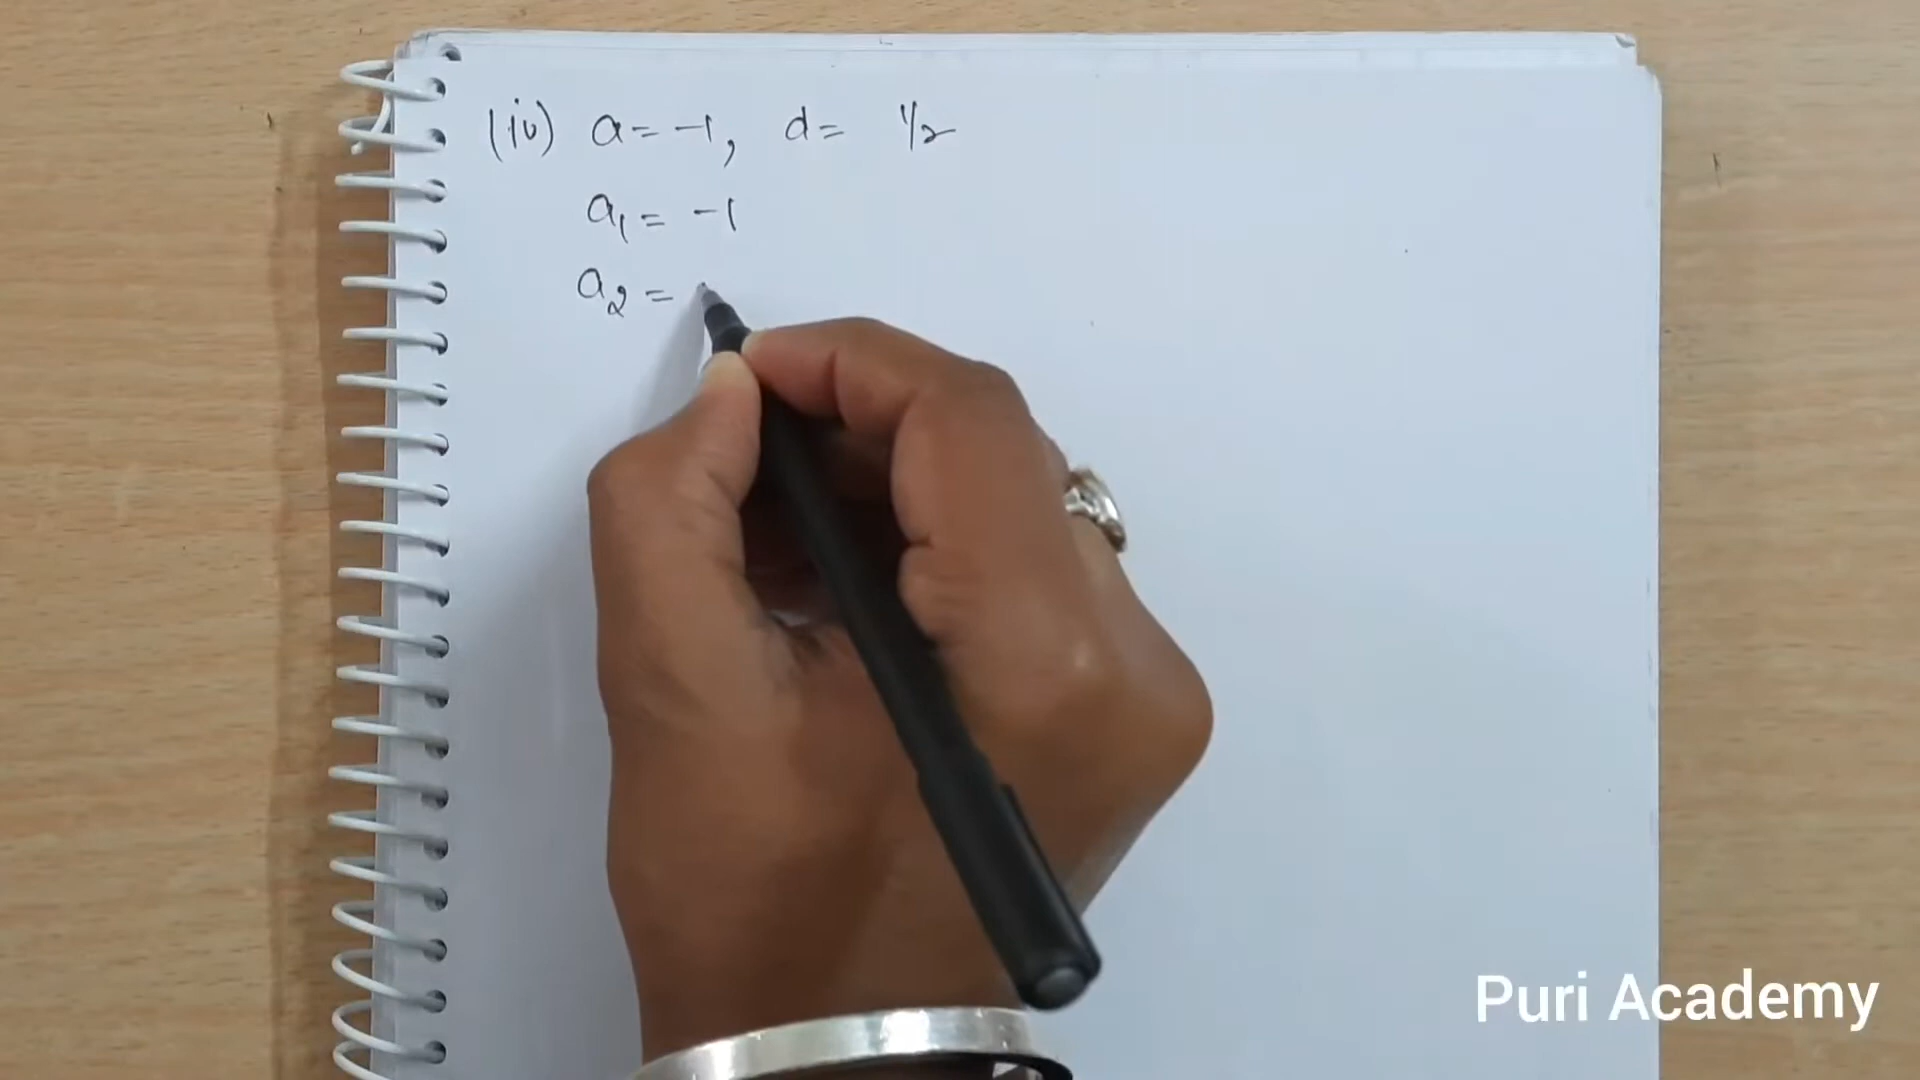 (iv) a = -1, d = 1/2
a₁ = -1
a₂ =
Puri Academy